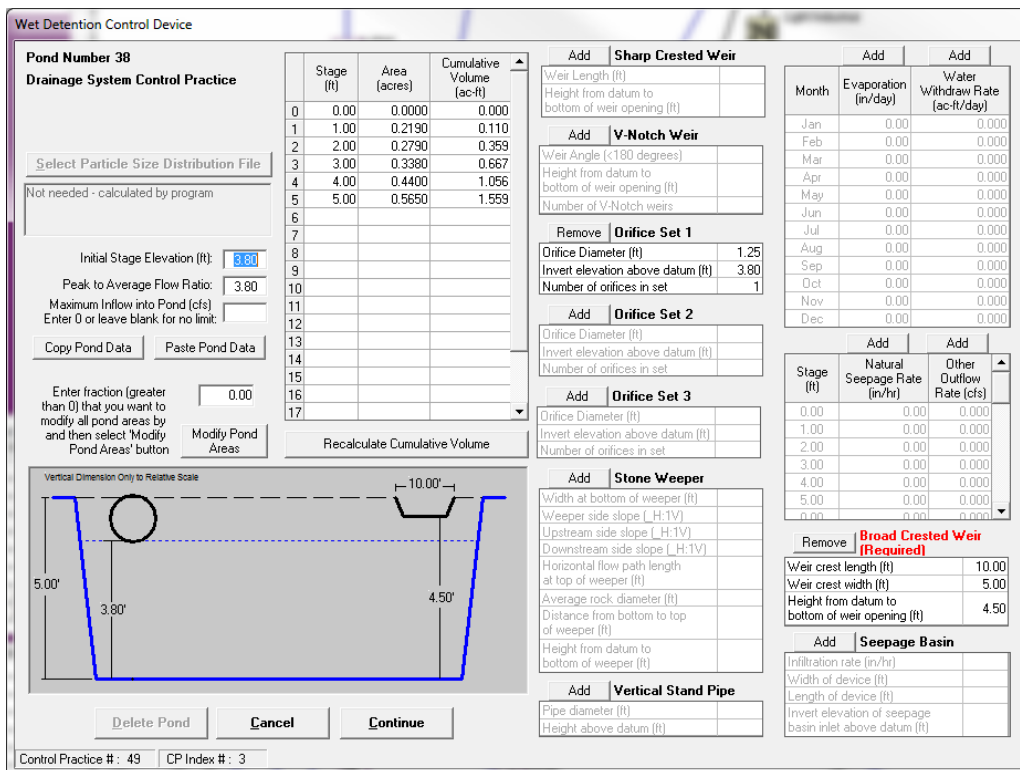 Wet Detention Control Device
Pond Number 38
Drainage System Control Practice
Select Particle Size Distribution File
Not needed - calculated by program
Initial Stage Elevation (ft): 3.80
Peak to Average Flow Ratio: 3.80
Maximum Inflow into Pond (cfs)
Enter 0 or leave blank for no limit:
Copy Pond Data Paste Pond Data
Enter fraction (greater
than 0) that you want to
modify all pond areas by
and then select 'Modify
Pond Areas' button
0.00
Modify Pond
Areas
Stage
(ft)
Area
(acres)
Cumulative
Volume
(ac-ft)
0 0.00 0.0000 0.000
1 1.00 0.2190 0.110
2 2.00 0.2790 0.359
3 3.00 0.3380 0.667
4 4.00 0.4400 1.056
5 5.00 0.5650 1.559
6
7
8
9
10
11
12
13
14
15
16
17
Recalculate Cumulative Volume
Vertical Dimension Only to Relative Scale
10.00'
5.00'
3.80'
4.50'
Delete Pond Cancel Continue
Control Practice # : 49 CP Index # : 3
Add Sharp Crested Weir
Weir Length (ft)
Height from datum to
bottom of weir opening (ft)
Add V-Notch Weir
Weir Angle (<180 degrees)
Height from datum to
bottom of weir opening (ft)
Number of V-Notch weirs
Remove Orifice Set 1
Orifice Diameter (ft) 1.25
Invert elevation above datum (ft) 3.80
Number of orifices in set 1
Add Orifice Set 2
Orifice Diameter (ft)
Invert elevation above datum (ft)
Number of orifices in set
Add Orifice Set 3
Orifice Diameter (ft)
Invert elevation above datum (ft)
Number of orifices in set
Add Stone Weeper
Width at bottom of weeper (ft)
Weeper side slope (_H:1V)
Upstream side slope (_H:1V)
Downstream side slope (_H:1V)
Horizontal flow path length
at top of weeper (ft)
Average rock diameter (ft)
Distance from bottom to top
of weeper (ft)
Height from datum to
bottom of weeper (ft)
Add Vertical Stand Pipe
Pipe diameter (ft)
Height above datum (ft)
Add Add
Month
Evaporation
(in/day)
Water
Withdraw Rate
(ac-ft/day)
Jan 0.00 0.000
Feb 0.00 0.000
Mar 0.00 0.000
Apr 0.00 0.000
May 0.00 0.000
Jun 0.00 0.000
Jul 0.00 0.000
Aug 0.00 0.000
Sep 0.00 0.000
Oct 0.00 0.000
Nov 0.00 0.000
Dec 0.00 0.000
Add Add
Stage
(ft)
Natural
Seepage Rate
(in/hr)
Other
Outflow
Rate (cfs)
0.00 0.00 0.000
1.00 0.00 0.000
2.00 0.00 0.000
3.00 0.00 0.000
4.00 0.00 0.000
5.00 0.00 0.000
0.00 0.00 0.000
Remove Broad Crested Weir
(Required)
Weir crest length (ft) 10.00
Weir crest width (ft) 5.00
Height from datum to
bottom of weir opening (ft) 4.50
Add Seepage Basin
Infiltration rate (in/hr)
Width of device (ft)
Length of device (ft)
Invert elevation of seepage
basin inlet above datum (ft)